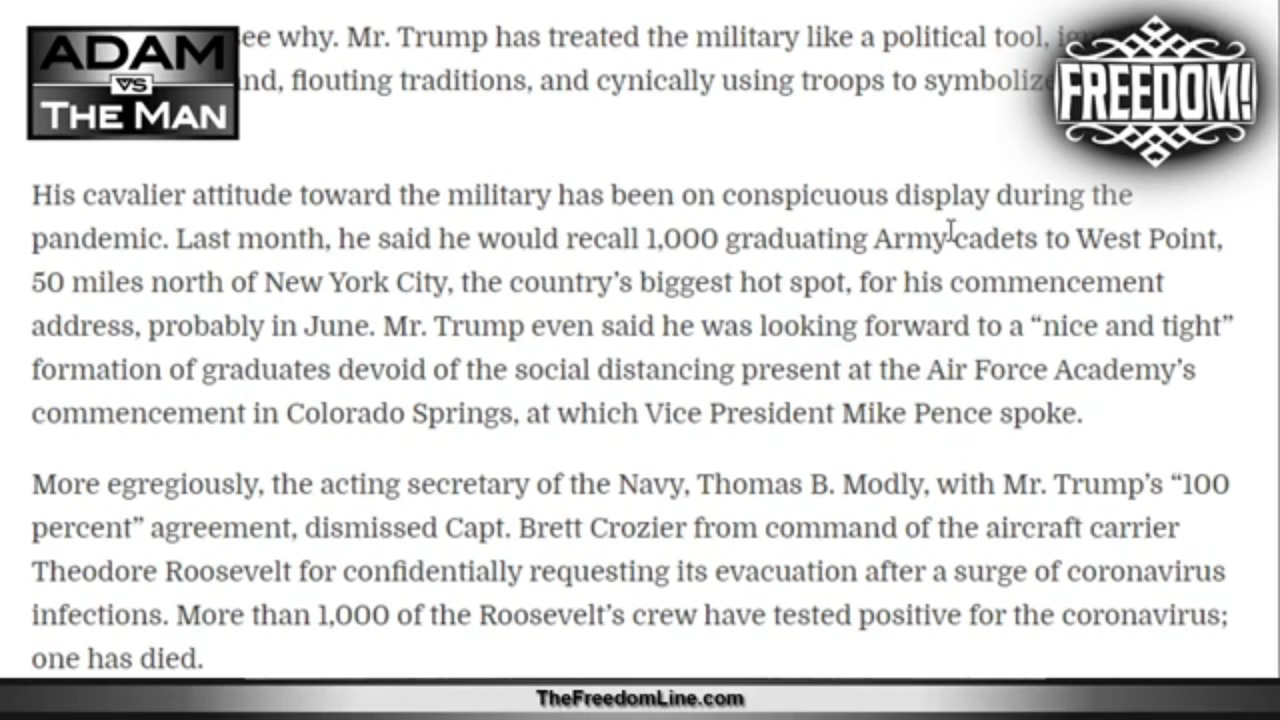 ADAM
VS
THE MAN
FREEDOM!
see why. Mr. Trump has treated the military like a political tool,
flouting traditions, and cynically using troops to symbolize
His cavalier attitude toward the military has been on conspicuous display during the
pandemic. Last month, he said he would recall 1,000 graduating Army cadets to West Point,
50 miles north of New York City, the country’s biggest hot spot, for his commencement
address, probably in June. Mr. Trump even said he was looking forward to a “nice and tight”
formation of graduates devoid of the social distancing present at the Air Force Academy’s
commencement in Colorado Springs, at which Vice President Mike Pence spoke.
More egregiously, the acting secretary of the Navy, Thomas B. Modly, with Mr. Trump’s “100
percent” agreement, dismissed Capt. Brett Crozier from command of the aircraft carrier
Theodore Roosevelt for confidentially requesting its evacuation after a surge of coronavirus
infections. More than 1,000 of the Roosevelt’s crew have tested positive for the coronavirus;
one has died.
TheFreedomLine.com